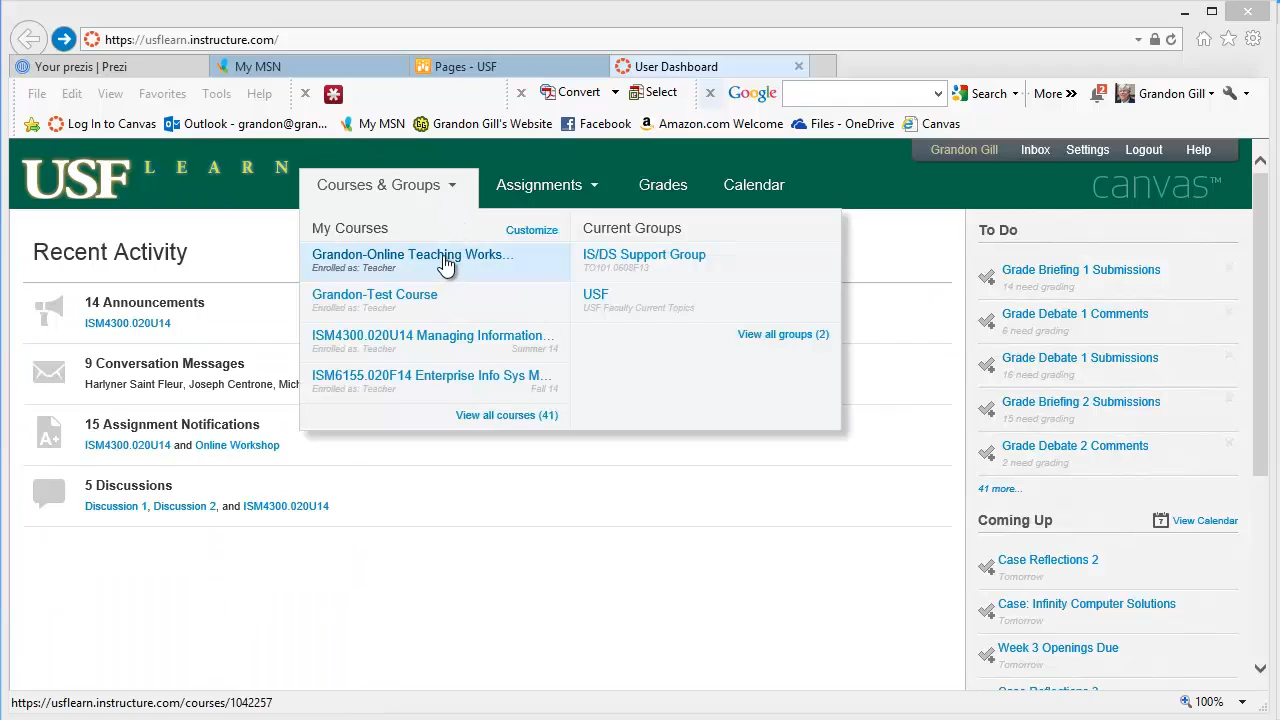 https://usflearn.instructure.com/
Your prezis | Prezi
My MSN
Pages - USF
User Dashboard
File Edit View Favorites Tools Help
Convert Select
Google
Search More »
2
Grandon Gill
Log In to Canvas
Outlook - grandon@gran...
My MSN
Grandon Gill's Website
Facebook
Amazon.com Welcome
Files - OneDrive
Canvas
USF LEARN
Grandon Gill Inbox Settings Logout Help
Courses & Groups Assignments Grades Calendar
canvas™
My Courses Customize
Grandon-Online Teaching Works...
Enrolled as: Teacher
Grandon-Test Course
Enrolled as: Teacher
ISM4300.020U14 Managing Information...
Enrolled as: Teacher Summer 14
ISM6155.020F14 Enterprise Info Sys M...
Enrolled as: Teacher Fall 14
View all courses (41)
Current Groups
IS/DS Support Group
TO101.0608F13
USF
USF Faculty Current Topics
View all groups (2)
Recent Activity
14 Announcements
ISM4300.020U14
9 Conversation Messages
Harlyner Saint Fleur, Joseph Centrone, Mich
15 Assignment Notifications
A+
ISM4300.020U14 and Online Workshop
5 Discussions
Discussion 1, Discussion 2, and ISM4300.020U14
To Do
Grade Briefing 1 Submissions
14 need grading
Grade Debate 1 Comments
6 need grading
Grade Debate 1 Submissions
16 need grading
Grade Briefing 2 Submissions
15 need grading
Grade Debate 2 Comments
2 need grading
41 more...
Coming Up
7 View Calendar
Case Reflections 2
Tomorrow
Case: Infinity Computer Solutions
Tomorrow
Week 3 Openings Due
Tomorrow
https://usflearn.instructure.com/courses/1042257
100%